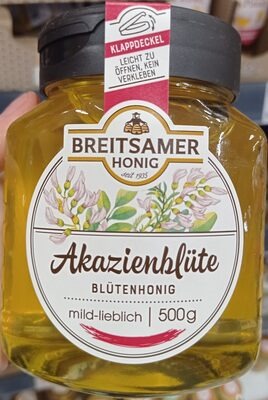 KLAPPDECKEL
LEICHT ZU
ÖFFNEN, KEIN
VERKLEBEN
BREITSAMER
HONIG
seit 1935
Akazienblüte
BLÜTENHONIG
mild-lieblich | 500g